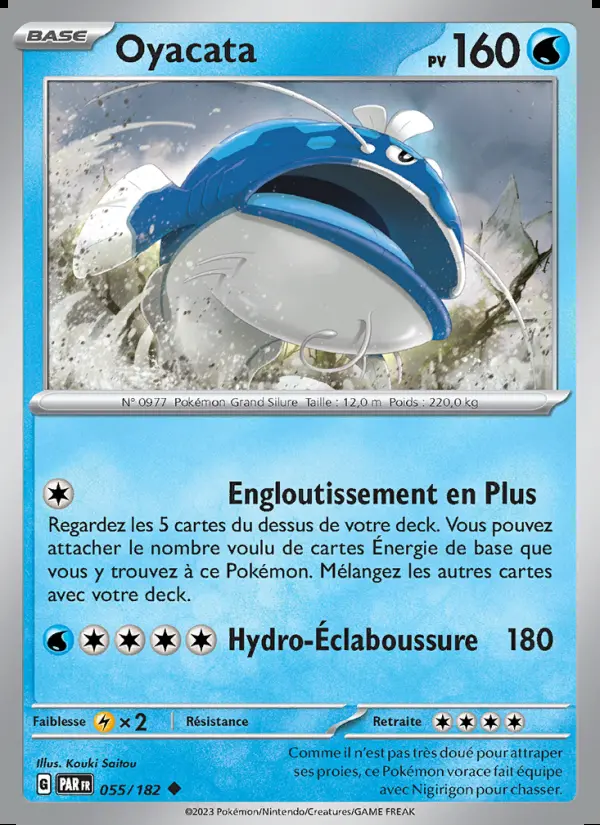 BASE Oyacata PV 160
N° 0977 Pokémon Grand Silure Taille : 12,0 m Poids : 220,0 kg
Engloutissement en Plus
Regardez les 5 cartes du dessus de votre deck. Vous pouvez
attacher le nombre voulu de cartes Énergie de base que
vous y trouvez à ce Pokémon. Mélangez les autres cartes
avec votre deck.
Hydro-Éclaboussure 180
Faiblesse ×2 Résistance Retraite
Illus. Kouki Saitou
G PAR FR 055/182
Comme il n'est pas très doué pour attraper
ses proies, ce Pokémon vorace fait équipe
avec Nigirigon pour chasser.
©2023 Pokémon/Nintendo/Creatures/GAME FREAK